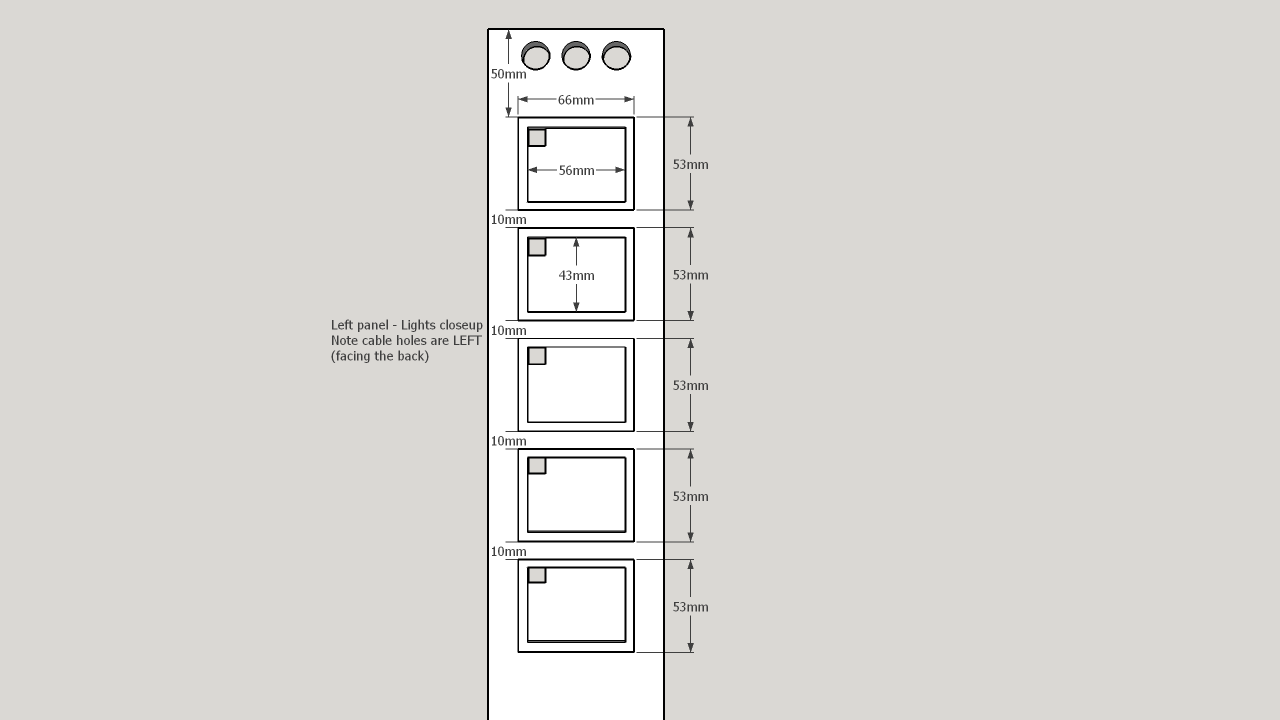 50mm
66mm
53mm
56mm
10mm
53mm
43mm
Left panel - Lights closeup
Note cable holes are LEFT
(facing the back)
10mm
53mm
10mm
53mm
10mm
53mm